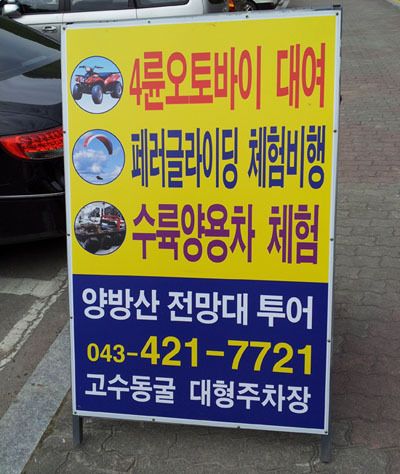 4륜오토바이 대여
페러글라이딩 체험비행
수륙양용차 체험
양방산 전망대 투어
043-421-7721
고수동굴 대형주차장